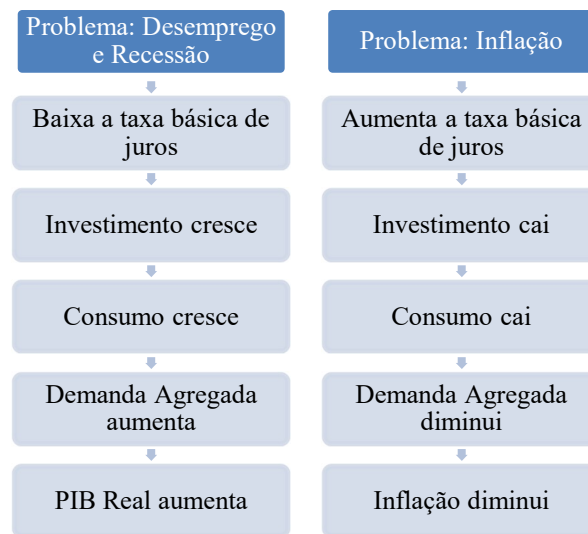 Problema: Desemprego
e Recessão
Baixa a taxa básica de
juros
Investimento cresce
Consumo cresce
Demanda Agregada
aumenta
PIB Real aumenta
Problema: Inflação
Aumenta a taxa básica
de juros
Investimento cai
Consumo cai
Demanda Agregada
diminui
Inflação diminui